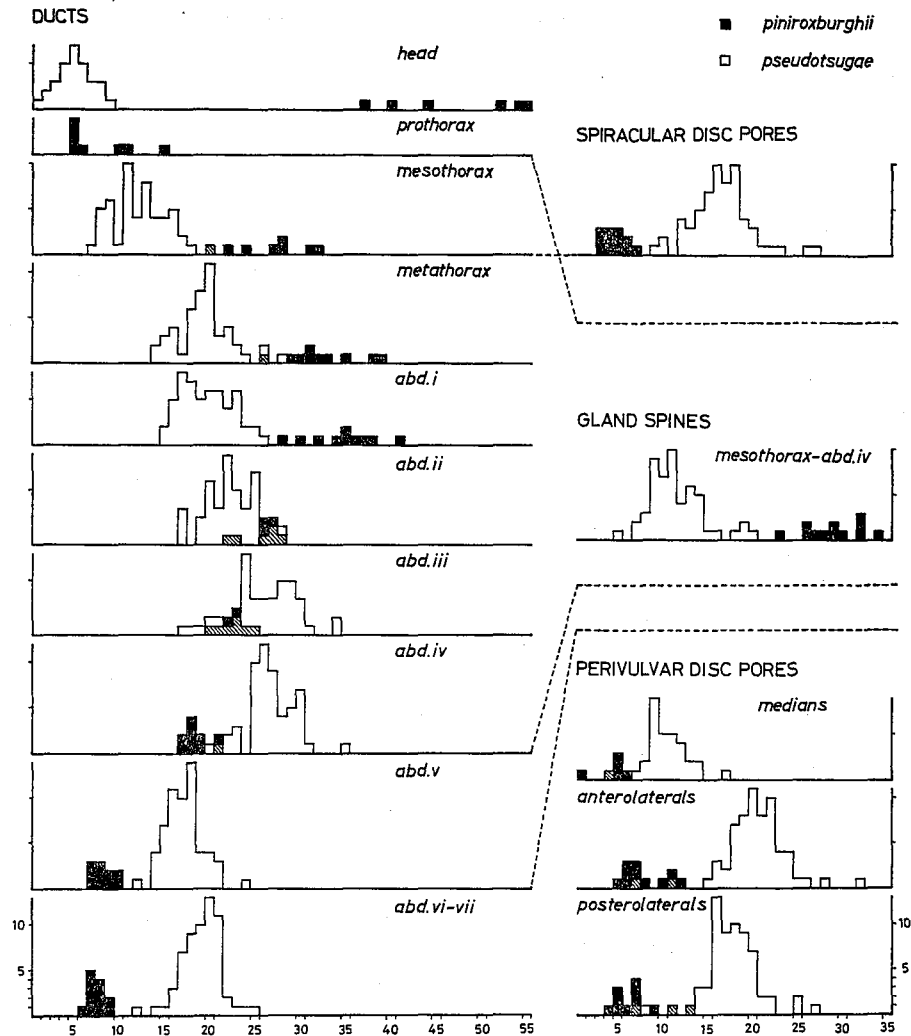 DUCTS
piniroxburghii
pseudotsugae
head
prothorax
mesothorax
metathorax
abd.i
abd.ii
abd.iii
abd.iv
abd.v
abd.vi-vii
10
5
5 10 15 20 25 30 35 40 45 50 55
SPIRACULAR DISC PORES
GLAND SPINES
mesothorax-abd.iv
PERIVULVAR DISC PORES
medians
anterolaterals
posterolaterals
10
5
5 10 15 20 25 30 35